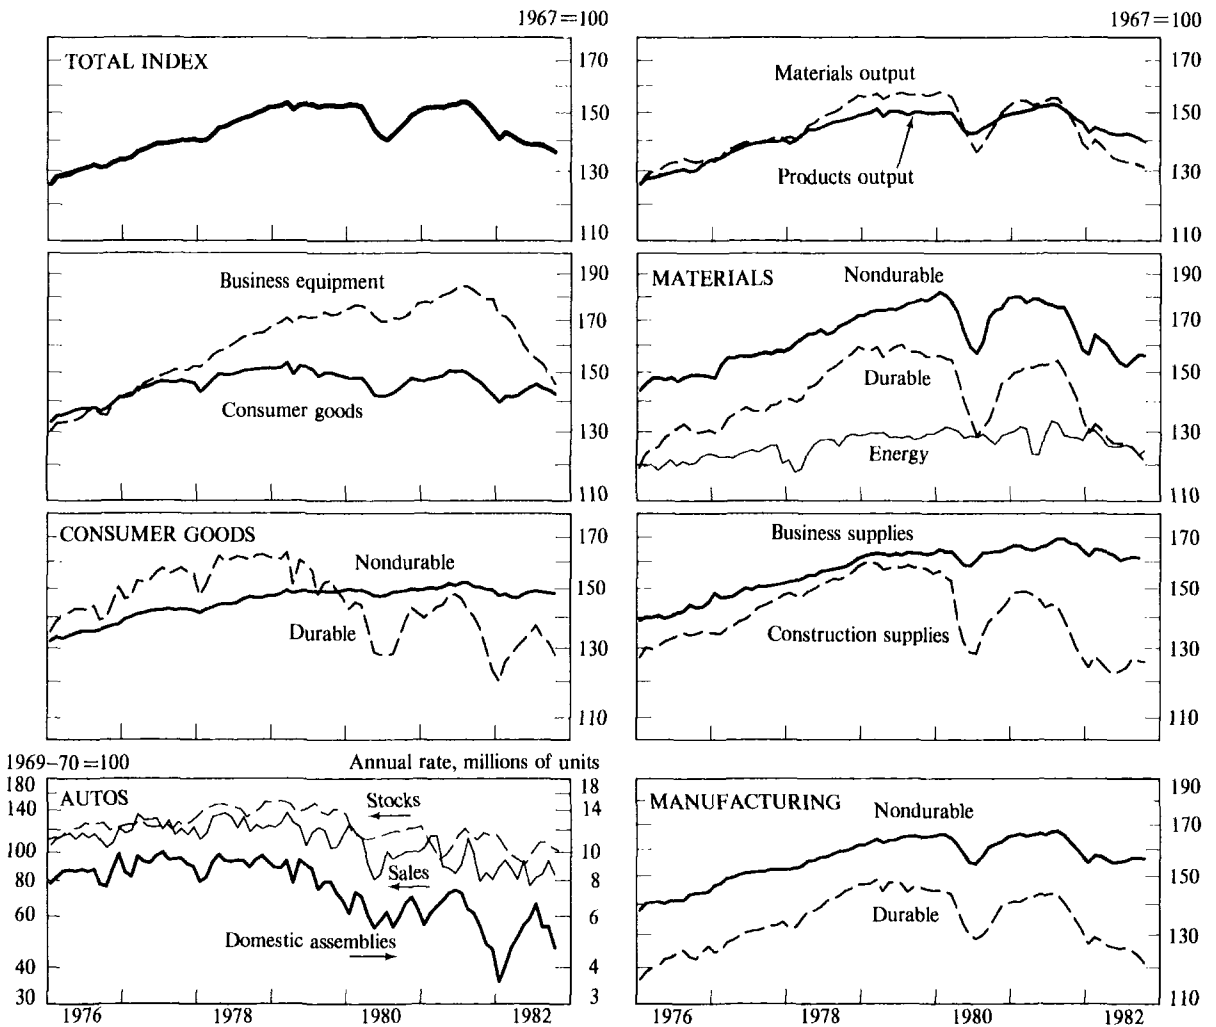 1967=100
TOTAL INDEX
170
150
130
110
1967=100
Materials output
Products output
170
150
130
110
Business equipment
Consumer goods
190
170
150
130
110
MATERIALS
Nondurable
Durable
Energy
190
170
150
130
110
CONSUMER GOODS
Nondurable
Durable
170
150
130
110
Business supplies
Construction supplies
170
150
130
110
1969–70=100
Annual rate, millions of units
AUTOS
Stocks
Sales
Domestic assemblies
180
140
100
80
60
40
30
18
14
10
8
6
4
3
1976
1978
1980
1982
MANUFACTURING
Nondurable
Durable
190
170
150
130
110
1976
1978
1980
1982